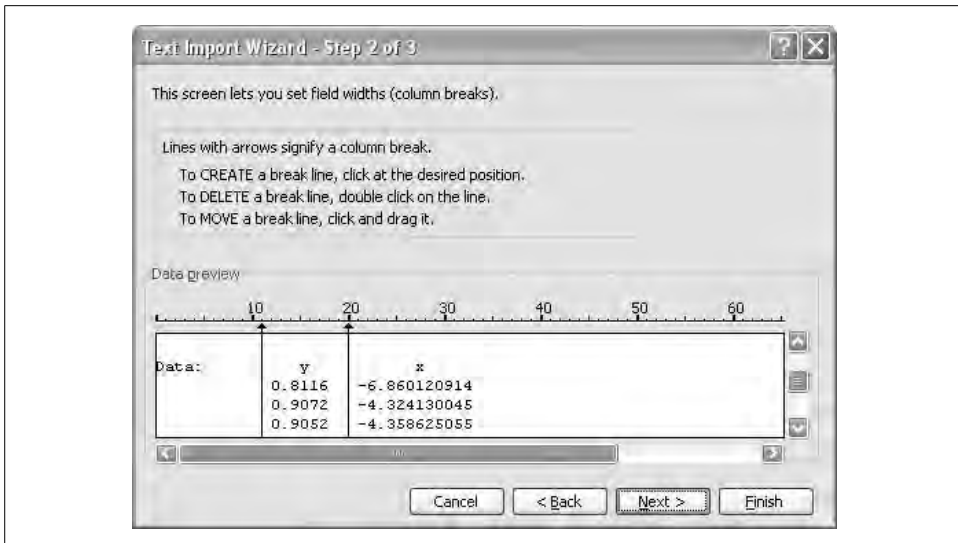 Text Import Wizard - Step 2 of 3
This screen lets you set field widths (column breaks).
Lines with arrows signify a column break.
To CREATE a break line, click at the desired position.
To DELETE a break line, double click on the line.
To MOVE a break line, click and drag it.
Data preview
10 20 30 40 50 60
Data: y x
0.8116 -6.860120914
0.9072 -4.324130045
0.9052 -4.358625055
Cancel < Back Next > Finish